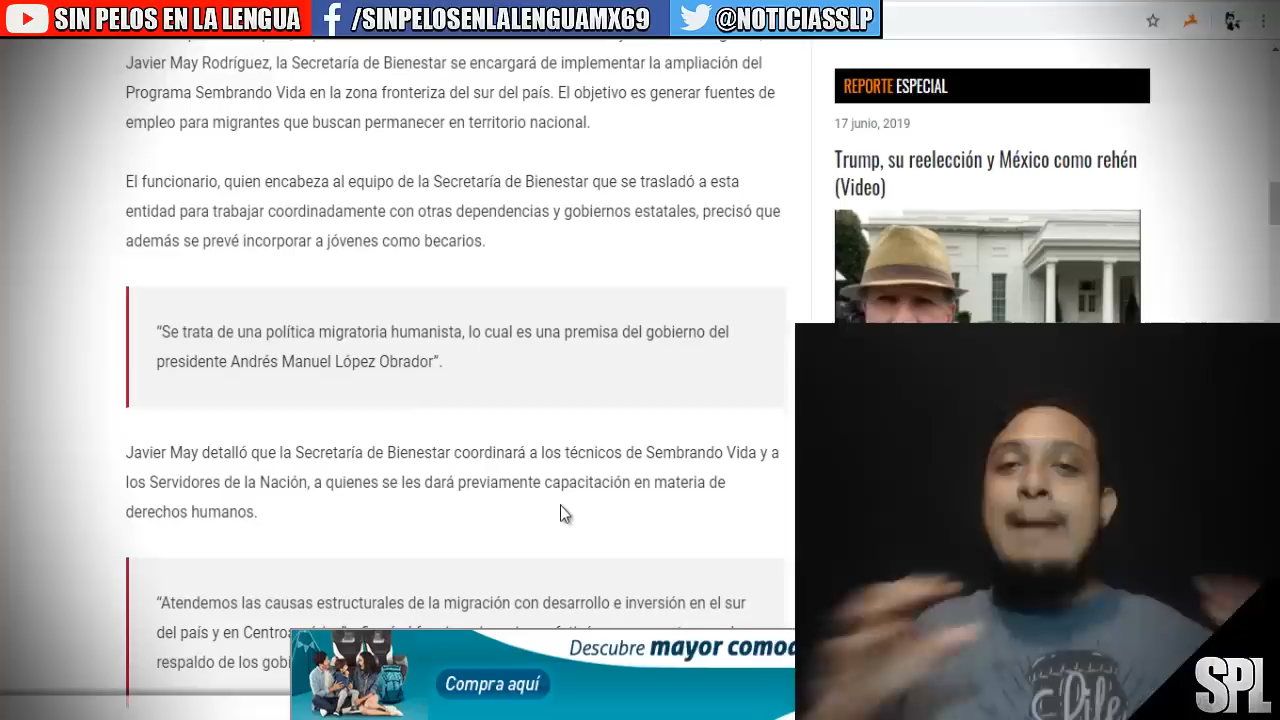 SIN PELOS EN LA LENGUA
/SINPELOSENLALENGUAMX69
@NOTICIASSLP
Javier May Rodríguez, la Secretaría de Bienestar se encargará de implementar la ampliación del
Programa Sembrando Vida en la zona fronteriza del sur del país. El objetivo es generar fuentes de
empleo para migrantes que buscan permanecer en territorio nacional.
El funcionario, quien encabeza al equipo de la Secretaría de Bienestar que se trasladó a esta
entidad para trabajar coordinadamente con otras dependencias y gobiernos estatales, precisó que
además se prevé incorporar a jóvenes como becarios.
“Se trata de una política migratoria humanista, lo cual es una premisa del gobierno del
presidente Andrés Manuel López Obrador”.
Javier May detalló que la Secretaría de Bienestar coordinará a los técnicos de Sembrando Vida y a
los Servidores de la Nación, a quienes se les dará previamente capacitación en materia de
derechos humanos.
“Atendemos las causas estructurales de la migración con desarrollo e inversión en el sur
del país y en
respaldo de los
REPORTE ESPECIAL
17 junio, 2019
Trump, su reelección y México como rehén
(Video)
Descubre mayor
Compra aquí
SPL